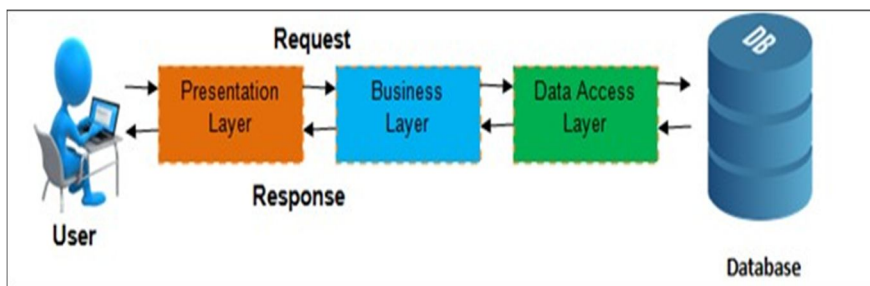 Request
Presentation
Layer
Business
Layer
Data Access
Layer
DB
Response
User
Database